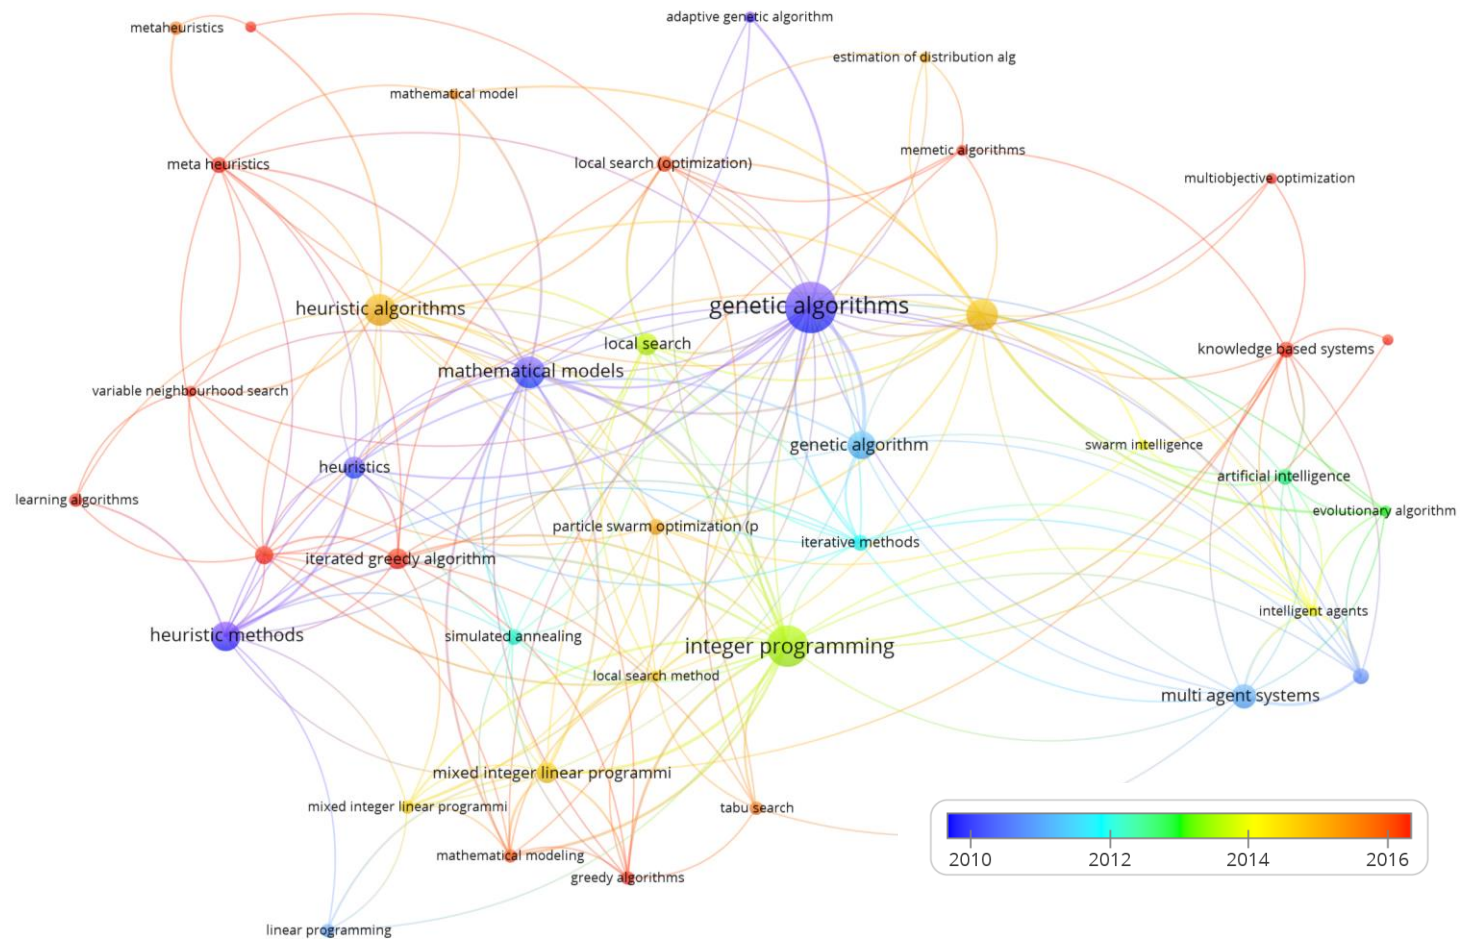 adaptive genetic algorithm
metaheuristics
estimation of distribution alg
mathematical model
memetic algorithms
meta heuristics
local search (optimization)
multiobjective optimization
heuristic algorithms
genetic algorithms
local search
knowledge based systems
mathematical models
variable neighbourhood search
genetic algorithm
swarm intelligence
heuristics
artificial intelligence
learning algorithms
evolutionary algorithm
particle swarm optimization (p
iterative methods
iterated greedy algorithm
intelligent agents
heuristic methods
simulated annealing
integer programming
local search method
multi agent systems
mixed integer linear programmi
mixed integer linear programmi
tabu search
mathematical modeling
greedy algorithms
linear programming
2010
2012
2014
2016